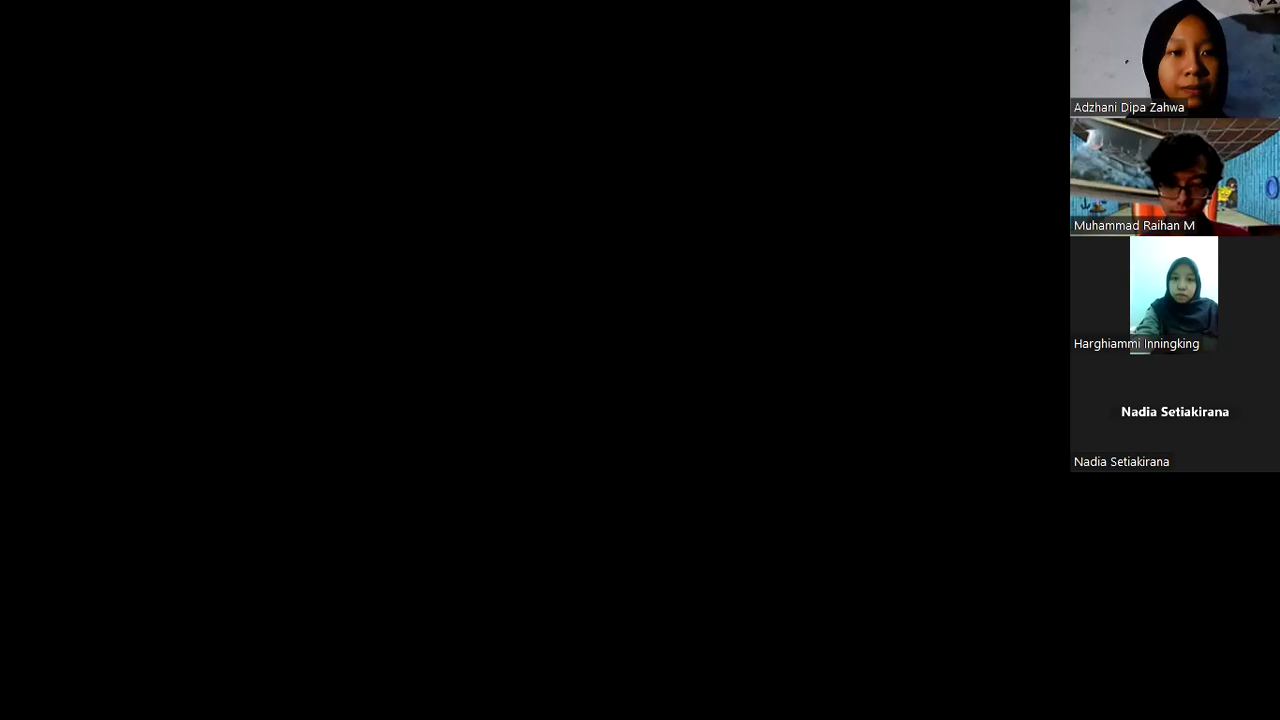 Adzhani Dipa Zahwa
Muhammad Raihan M
Harghiammi Inningking
Nadia Setiakirana
Nadia Setiakirana